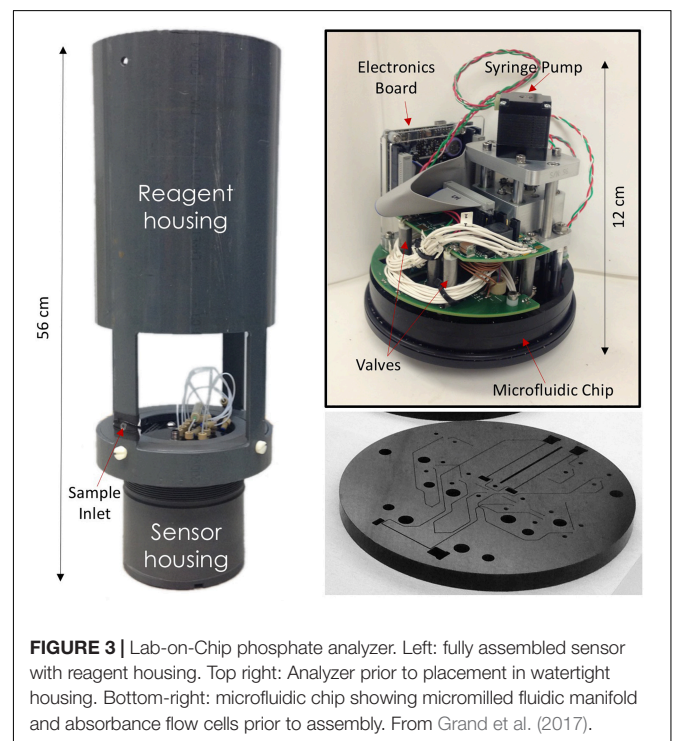 56 cm
Reagent
housing
Sample
Inlet
Sensor
housing
Electronics
Board
Syringe Pump
12 cm
Valves
Microfluidic Chip
FIGURE 3 | Lab-on-Chip phosphate analyzer. Left: fully assembled sensor
with reagent housing. Top right: Analyzer prior to placement in watertight
housing. Bottom-right: microfluidic chip showing micromilled fluidic manifold
and absorbance flow cells prior to assembly. From Grand et al. (2017).